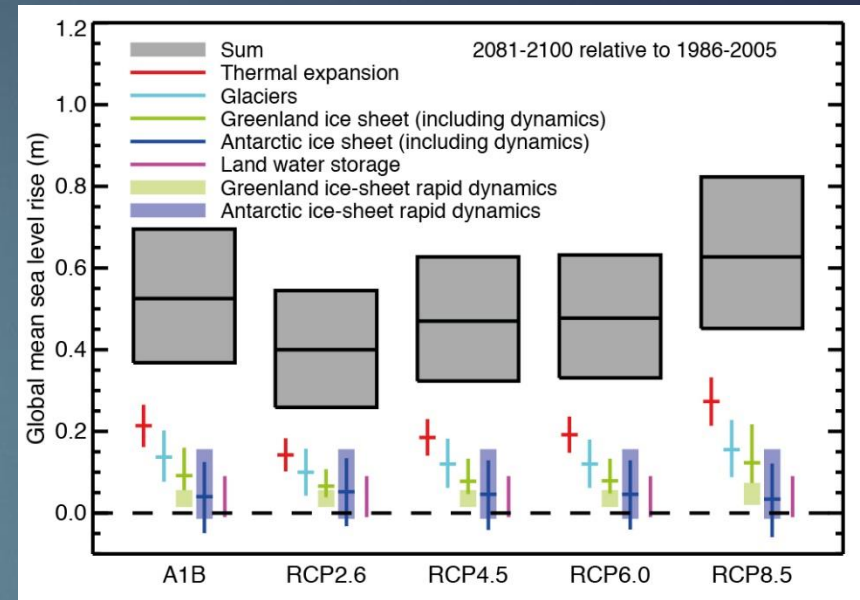 1.2
1.0
0.8
0.6
0.4
0.2
0.0
Global mean sea level rise (m)
2081-2100 relative to 1986-2005
Sum
Thermal expansion
Glaciers
Greenland ice sheet (including dynamics)
Antarctic ice sheet (including dynamics)
Land water storage
Greenland ice-sheet rapid dynamics
Antarctic ice-sheet rapid dynamics
A1B
RCP2.6
RCP4.5
RCP6.0
RCP8.5